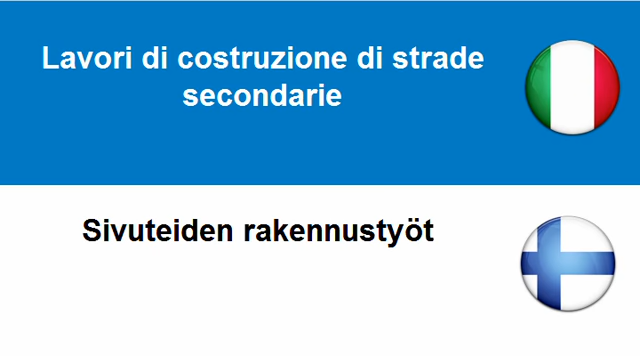 Lavori di costruzione di strade
secondarie
Sivuteiden rakennustyöt